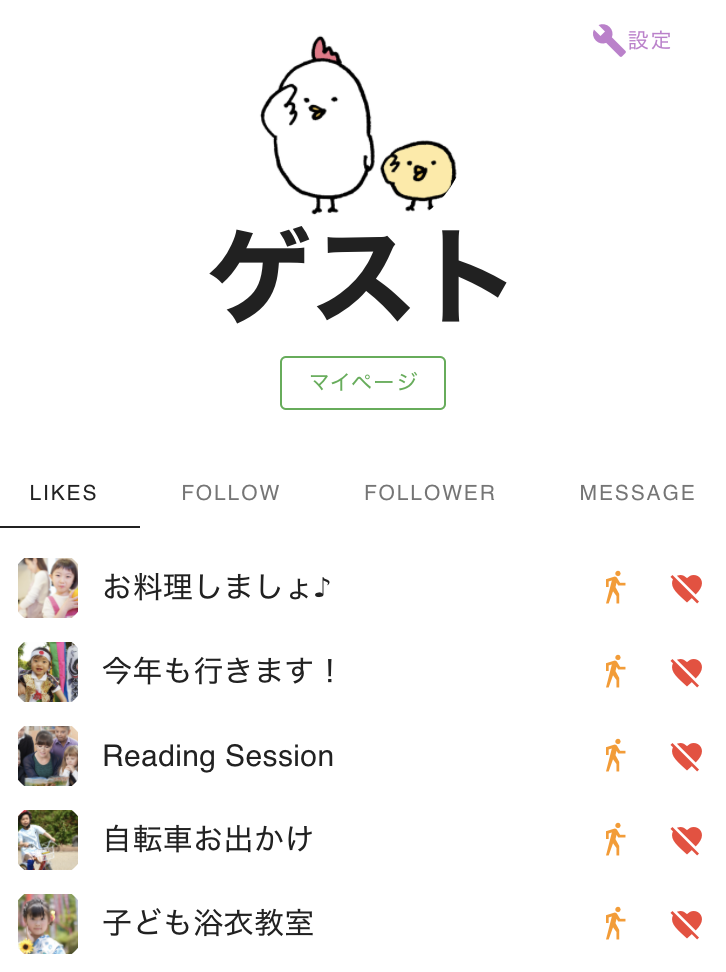 設定
ゲスト
マイページ
LIKES FOLLOW FOLLOWER MESSAGE
お料理しましょ♪
今年も行きます！
Reading Session
自転車お出かけ
子ども浴衣教室